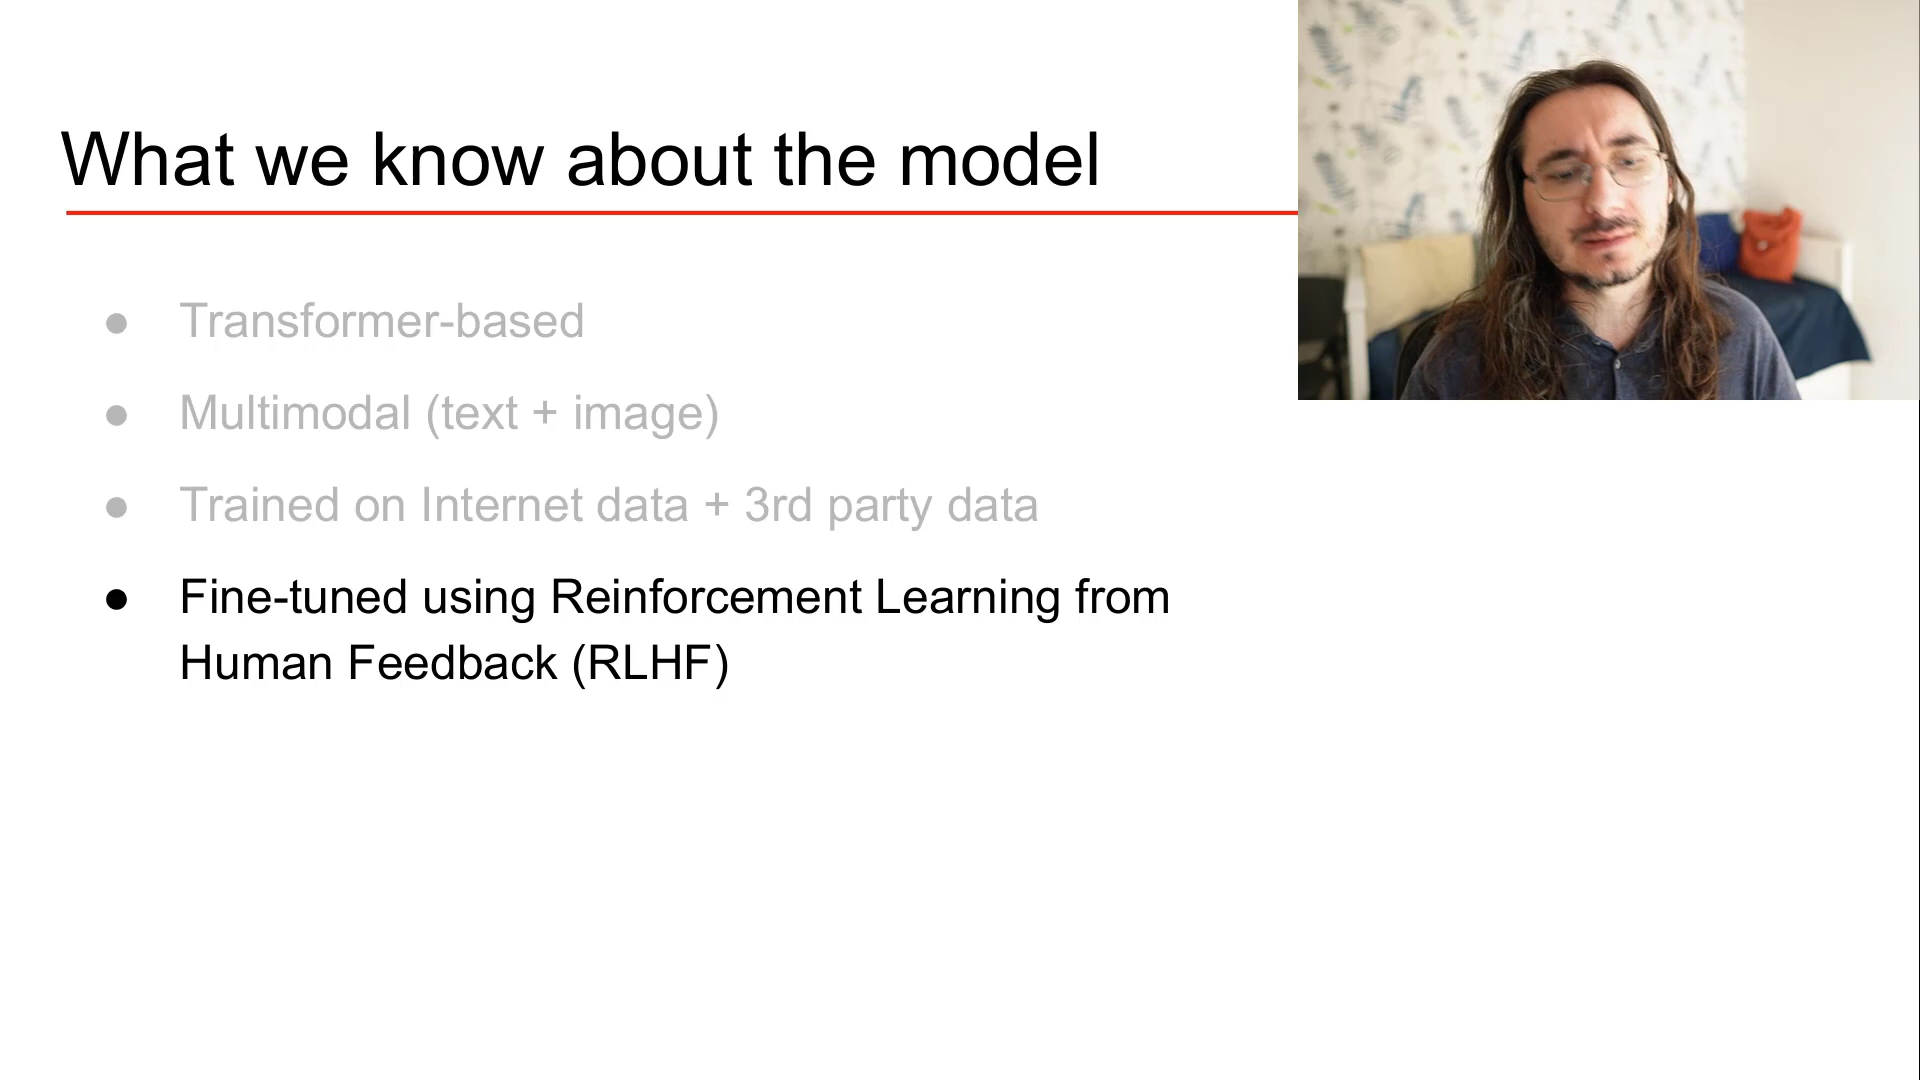 What we know about the model
● Transformer-based
● Multimodal (text + image)
● Trained on Internet data + 3rd party data
● Fine-tuned using Reinforcement Learning from
Human Feedback (RLHF)